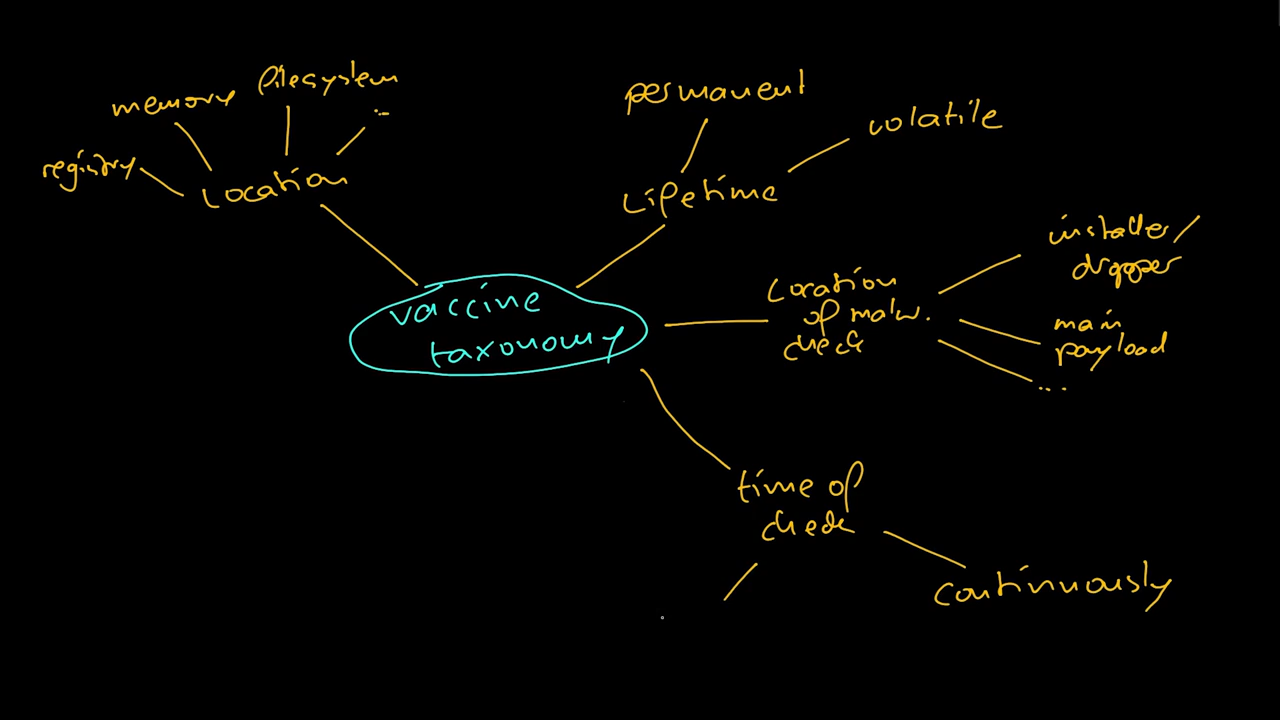 memory
filesystem
...
registry
Location
permanent
volatile
Lifetime
vaccine
taxonomy
Location
of malw.
check
installer/
dropper
main
payload
...
time of
check
continuously